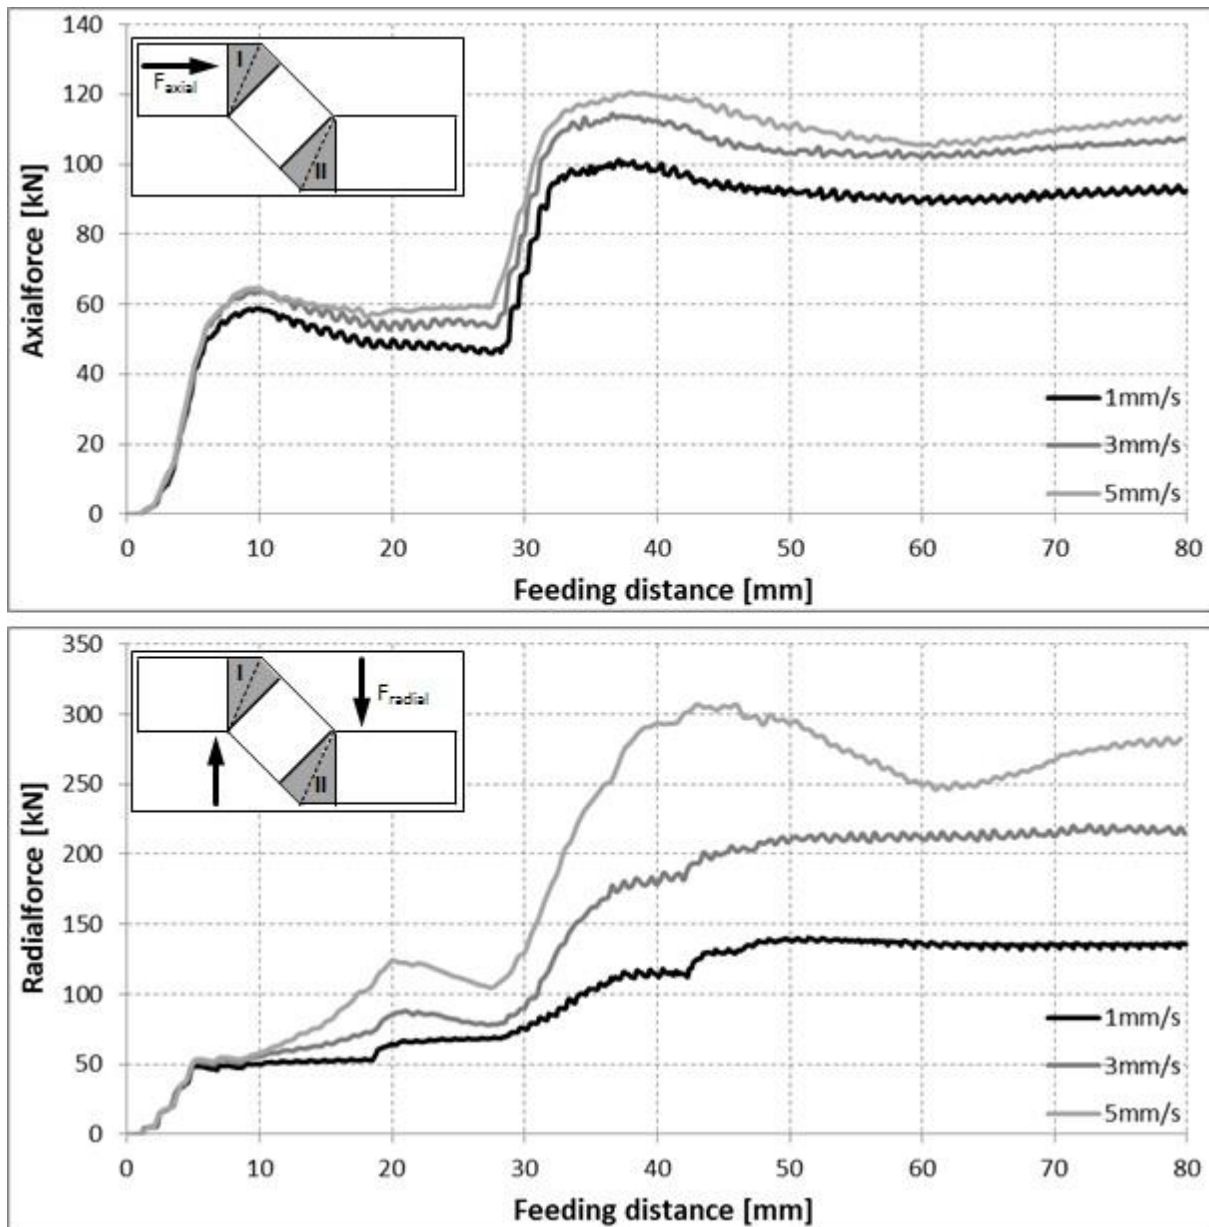 140
120
100
80
60
40
20
0
Axialforce [kN]
I
F axial
II
1mm/s
3mm/s
5mm/s
0 10 20 30 40 50 60 70 80
Feeding distance [mm]
350
300
250
200
150
100
50
0
Radialforce [kN]
I
F radial
II
1mm/s
3mm/s
5mm/s
0 10 20 30 40 50 60 70 80
Feeding distance [mm]